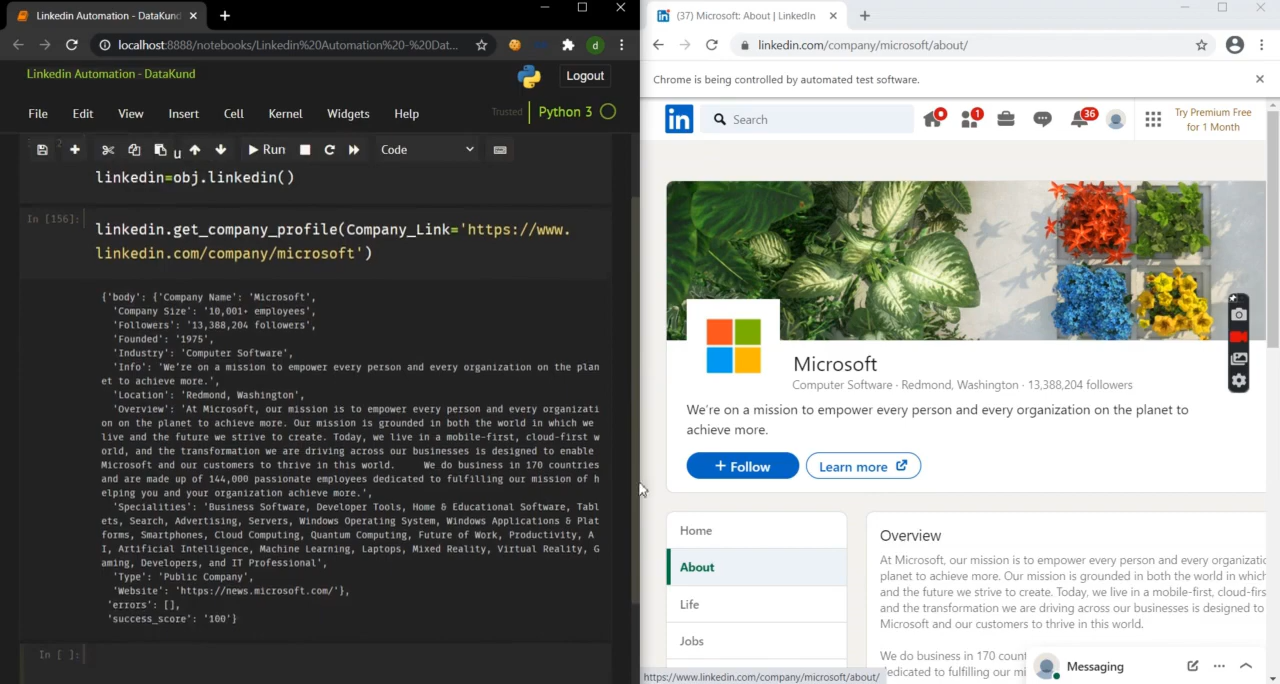 Linkedin Automation - DataKund
localhost:8888/notebooks/Linkedin%20Automation%20-%20Dat...
d
Linkedin Automation - DataKund
Logout
File Edit View Insert Cell Kernel Widgets Help
Trusted
Python 3
Run
Code
linkedin=obj.linkedin()
In [156]:
linkedin.get_company_profile(Company_Link='https://www.
linkedin.com/company/microsoft')
{'body': {'Company Name': 'Microsoft',
'Company Size': '10,001+ employees',
'Followers': '13,388,204 followers',
'Founded': '1975',
'Industry': 'Computer Software',
'Info': 'We're on a mission to empower every person and every organization on the plan
et to achieve more.',
'Location': 'Redmond, Washington',
'Overview': 'At Microsoft, our mission is to empower every person and every organizati
on on the planet to achieve more. Our mission is grounded in both the world in which we
live and the future we strive to create. Today, we live in a mobile-first, cloud-first w
orld, and the transformation we are driving across our businesses is designed to enable
Microsoft and our customers to thrive in this world. We do business in 170 countries
and are made up of 144,000 passionate employees dedicated to fulfilling our mission of h
elping you and your organization achieve more.',
'Specialities': 'Business Software, Developer Tools, Home & Educational Software, Tabl
ets, Search, Advertising, Servers, Windows Operating System, Windows Applications & Plat
forms, Smartphones, Cloud Computing, Quantum Computing, Future of Work, Productivity, A
I, Artificial Intelligence, Machine Learning, Laptops, Mixed Reality, Virtual Reality, G
aming, Developers, and IT Professional',
'Type': 'Public Company',
'Website': 'https://news.microsoft.com/'},
'errors': [],
'success_score': '100'}
In [ ]:
(37) Microsoft: About | LinkedIn
linkedin.com/company/microsoft/about/
Chrome is being controlled by automated test software.
in
Search
1
36
Try Premium Free
for 1 Month
Microsoft
Computer Software · Redmond, Washington · 13,388,204 followers
We're on a mission to empower every person and every organization on the planet to
achieve more.
+ Follow
Learn more
Home
About
Life
Jobs
Overview
At Microsoft, our mission is to empower every person and every organizatic
planet to achieve more. Our mission is grounded in both the world in which
and the future we strive to create. Today, we live in a mobile-first, cloud-firs
and the transformation we are driving across our businesses is designed to
Microsoft and our customers to thrive in this world.
We do business in 170 count
dedicated to fulfilling our mi
Messaging
https://www.linkedin.com/company/microsoft/about/